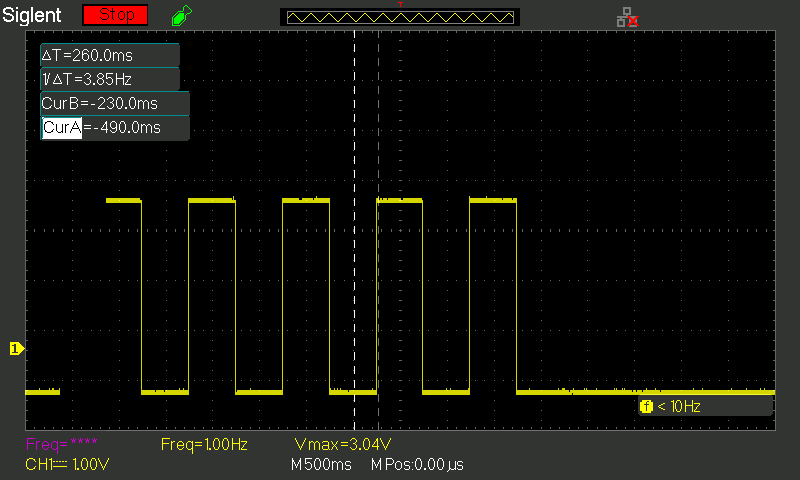 Siglent Stop T
ΔT=260.0ms
1/ΔT=3.85Hz
CurB=-230.0ms
CurA=-490.0ms
1
f < 10Hz
Freq=**** Freq=1.00Hz Vmax=3.04V
CH1 1.00V M500ms MPos:0.00µs